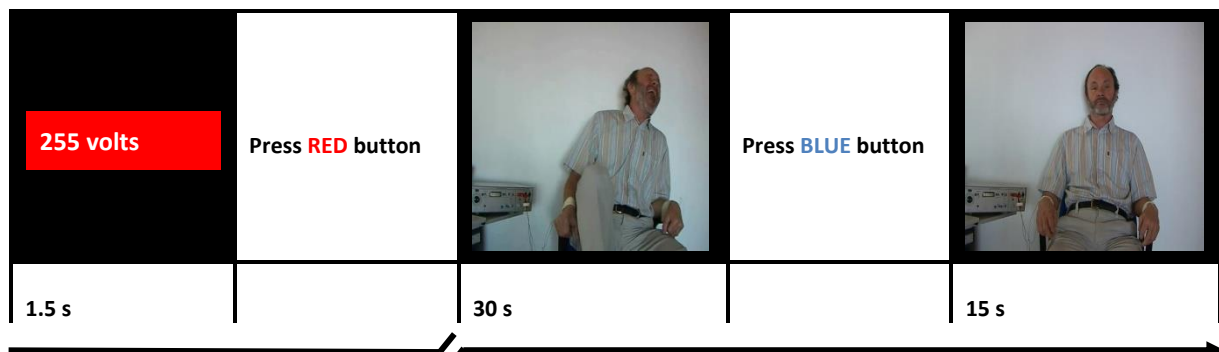 255 volts
Press RED button
Press BLUE button
1.5 s
30 s
15 s